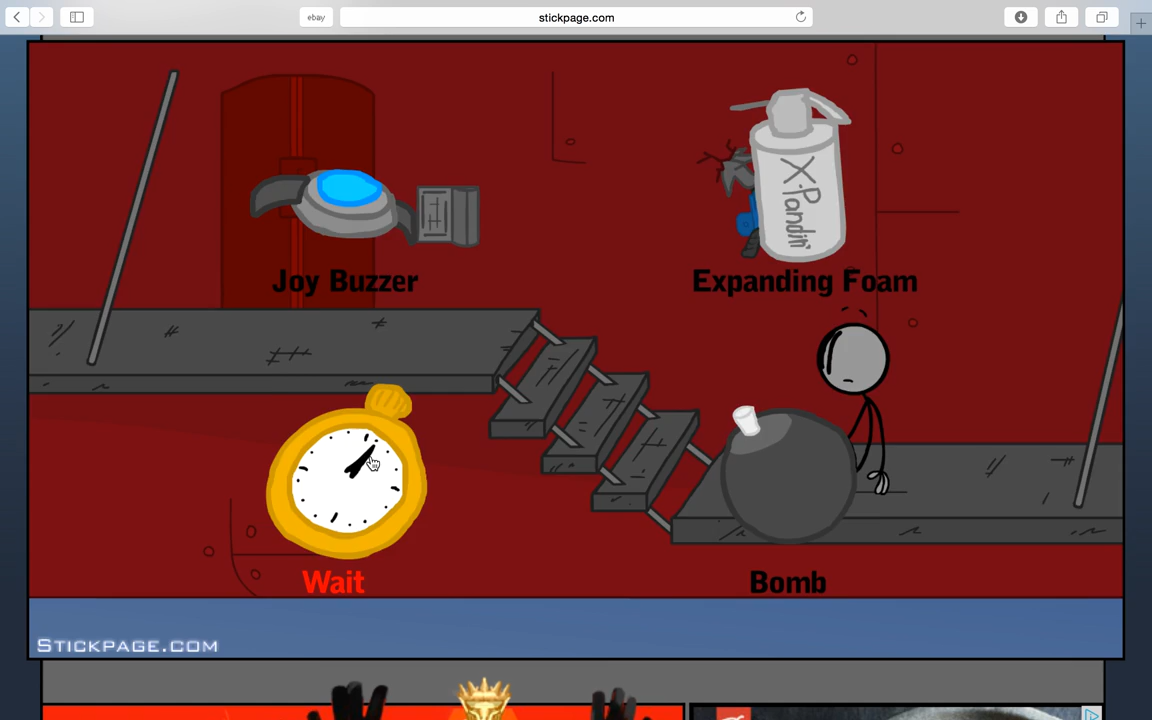 ebay
stickpage.com
X-Pandin'
Joy Buzzer
Expanding Foam
Wait
Bomb
STICKPAGE.COM